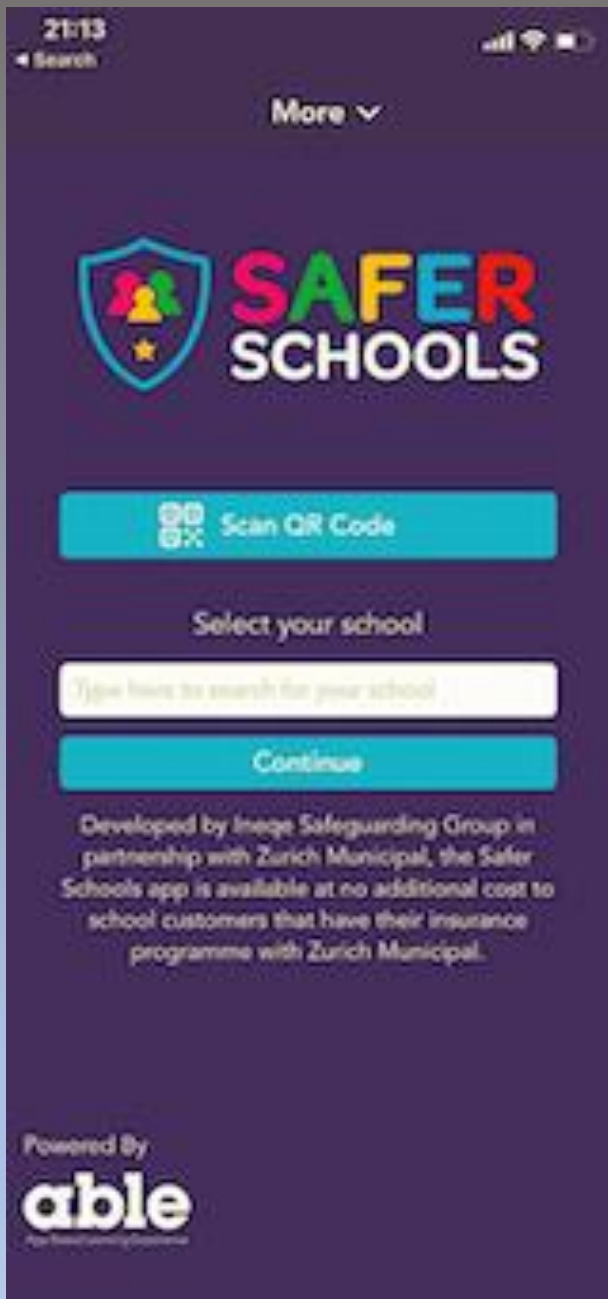 21:13
◂ Search
More
SAFER
SCHOOLS
Scan QR Code
Select your school
Type here to search for your school
Continue
Developed by Ineqe Safeguarding Group in
partnership with Zurich Municipal, the Safer
Schools app is available at no additional cost to
school customers that have their insurance
programme with Zurich Municipal.
Powered By
able